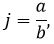 j = a/b,